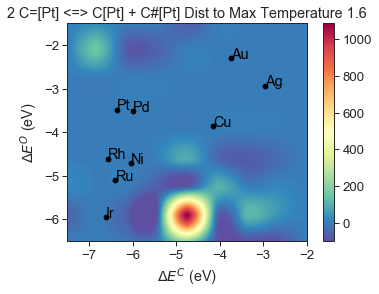 2 C=[Pt] <=> C[Pt] + C#[Pt] Dist to Max Temperature 1.6
ΔE^O (eV)
−2
−3
−4
−5
−6
−7
−6
−5
−4
−3
−2
ΔE^C (eV)
Au
Ag
Pt
Pd
Cu
Rh
Ni
Ru
Ir
1000
800
600
400
200
0